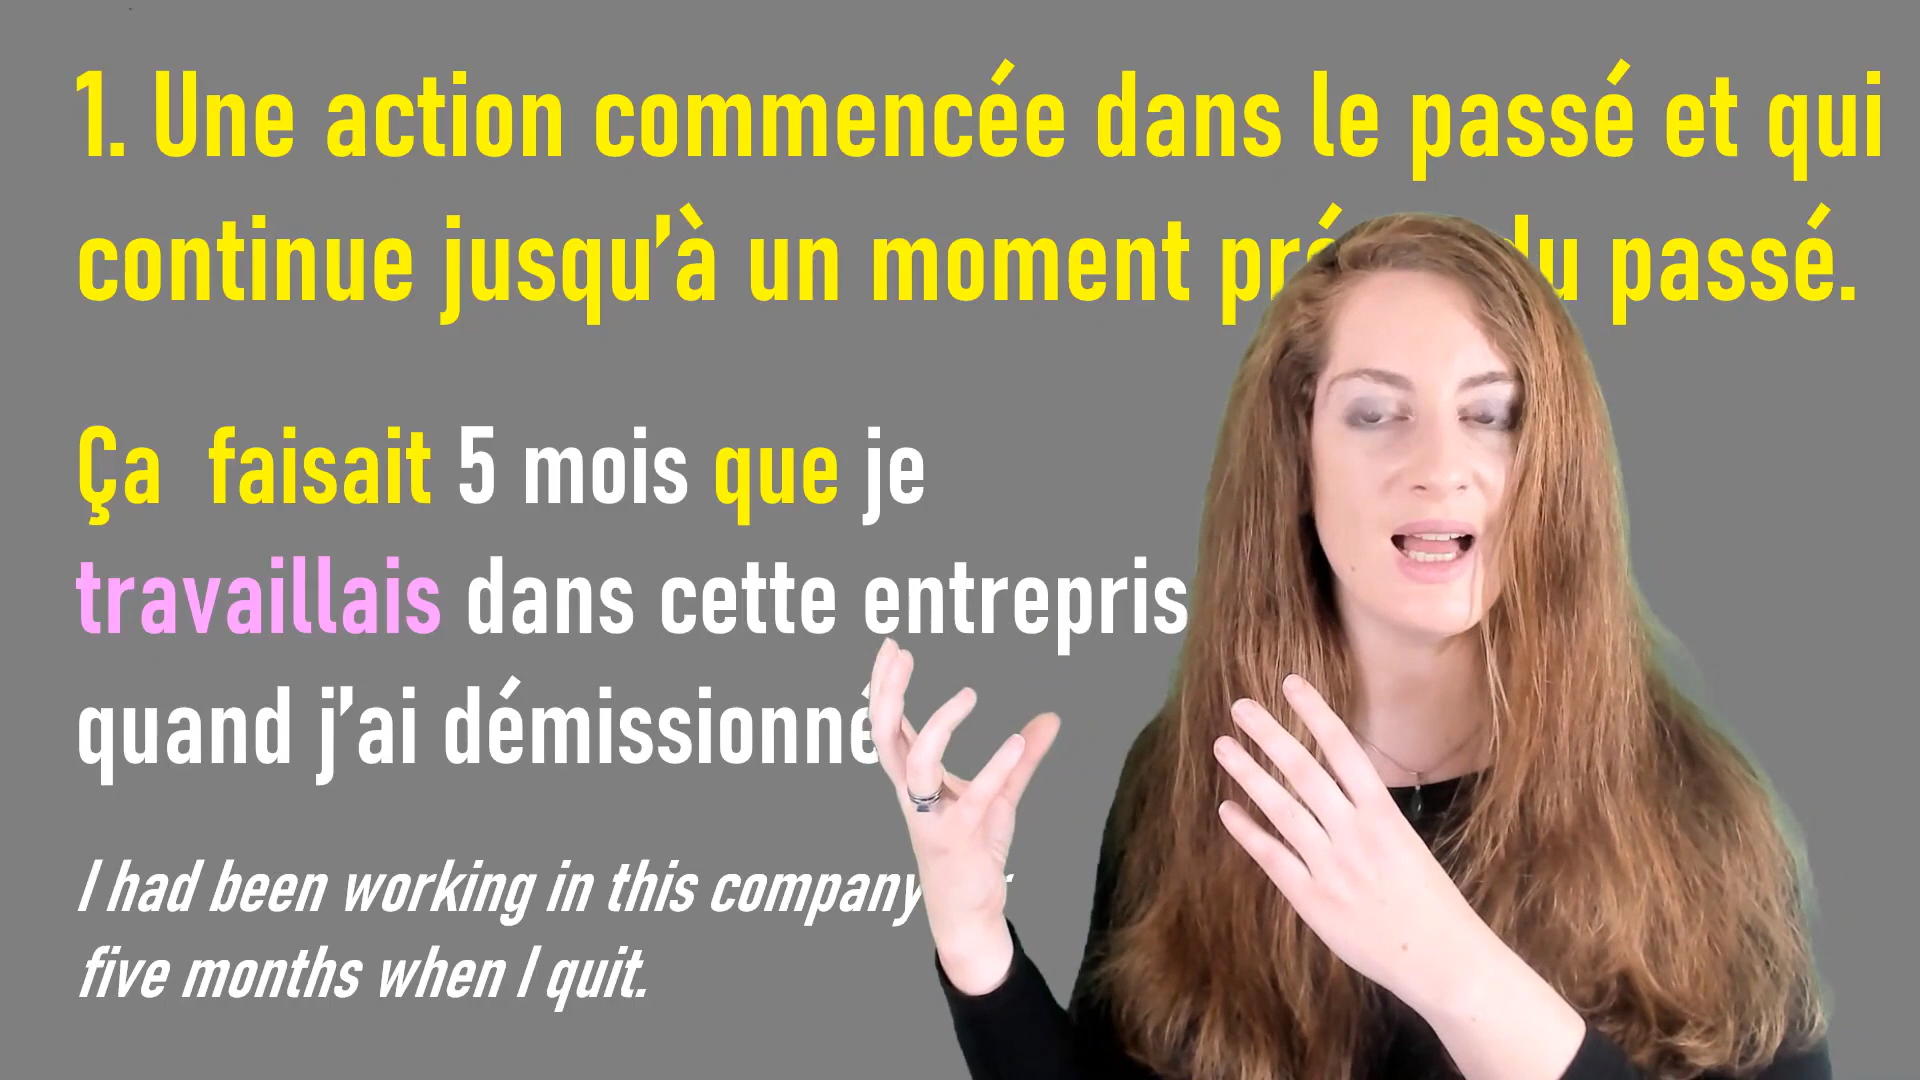 1. Une action commencée dans le passé et qui
continue jusqu'à un moment du passé.
Ça faisait 5 mois que je
travaillais dans cette
quand j'ai démissionné
I had been working in this company
five months when I quit.